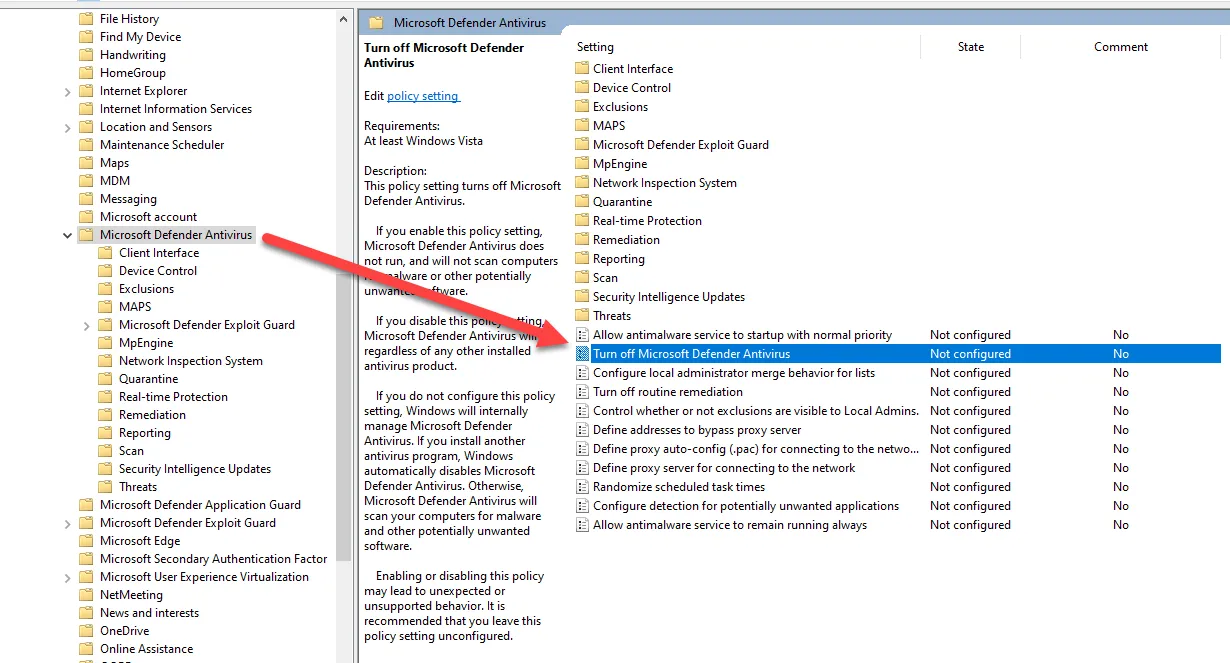 File History
Find My Device
Handwriting
HomeGroup
Internet Explorer
Internet Information Services
Location and Sensors
Maintenance Scheduler
Maps
MDM
Messaging
Microsoft account
Microsoft Defender Antivirus
Client Interface
Device Control
Exclusions
MAPS
Microsoft Defender Exploit Guard
MpEngine
Network Inspection System
Quarantine
Real-time Protection
Remediation
Reporting
Scan
Security Intelligence Updates
Threats
Microsoft Defender Application Guard
Microsoft Defender Exploit Guard
Microsoft Edge
Microsoft Secondary Authentication Factor
Microsoft User Experience Virtualization
NetMeeting
News and interests
OneDrive
Online Assistance
Microsoft Defender Antivirus
Turn off Microsoft Defender
Antivirus
Edit policy setting
Requirements:
At least Windows Vista
Description:
This policy setting turns off Microsoft
Defender Antivirus.
If you enable this policy setting,
Microsoft Defender Antivirus does
not run, and will not scan computers
malware or other potentially
software.
If you disable this policy setting,
Microsoft Defender Antivirus will
regardless of any other installed
antivirus product.
If you do not configure this policy
setting, Windows will internally
manage Microsoft Defender
Antivirus. If you install another
antivirus program, Windows
automatically disables Microsoft
Defender Antivirus. Otherwise,
Microsoft Defender Antivirus will
scan your computers for malware
and other potentially unwanted
software.
Enabling or disabling this policy
may lead to unexpected or
unsupported behavior. It is
recommended that you leave this
policy setting unconfigured.
Setting State Comment
Client Interface
Device Control
Exclusions
MAPS
Microsoft Defender Exploit Guard
MpEngine
Network Inspection System
Quarantine
Real-time Protection
Remediation
Reporting
Scan
Security Intelligence Updates
Threats
Allow antimalware service to startup with normal priority Not configured No
Turn off Microsoft Defender Antivirus Not configured No
Configure local administrator merge behavior for lists Not configured No
Turn off routine remediation Not configured No
Control whether or not exclusions are visible to Local Admins. Not configured No
Define addresses to bypass proxy server Not configured No
Define proxy auto-config (.pac) for connecting to the netwo... Not configured No
Define proxy server for connecting to the network Not configured No
Randomize scheduled task times Not configured No
Configure detection for potentially unwanted applications Not configured No
Allow antimalware service to remain running always Not configured No